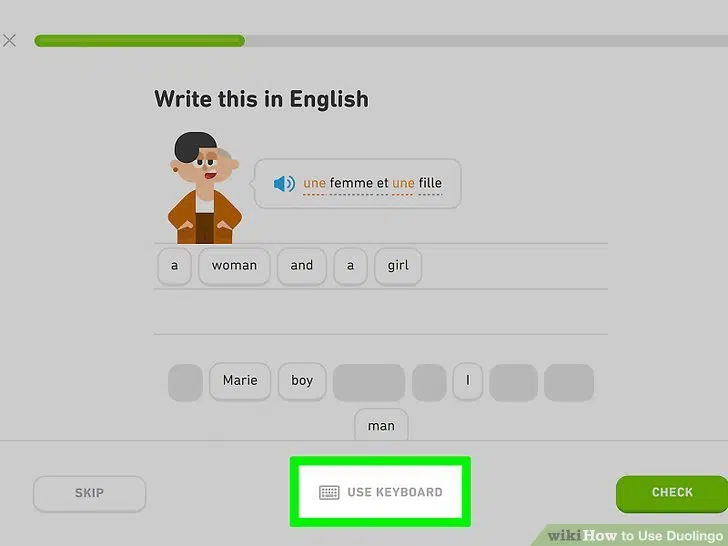 Write this in English
une femme et une fille
a woman and a girl
Marie boy I
man
SKIP USE KEYBOARD CHECK
wikiHow to Use Duolingo